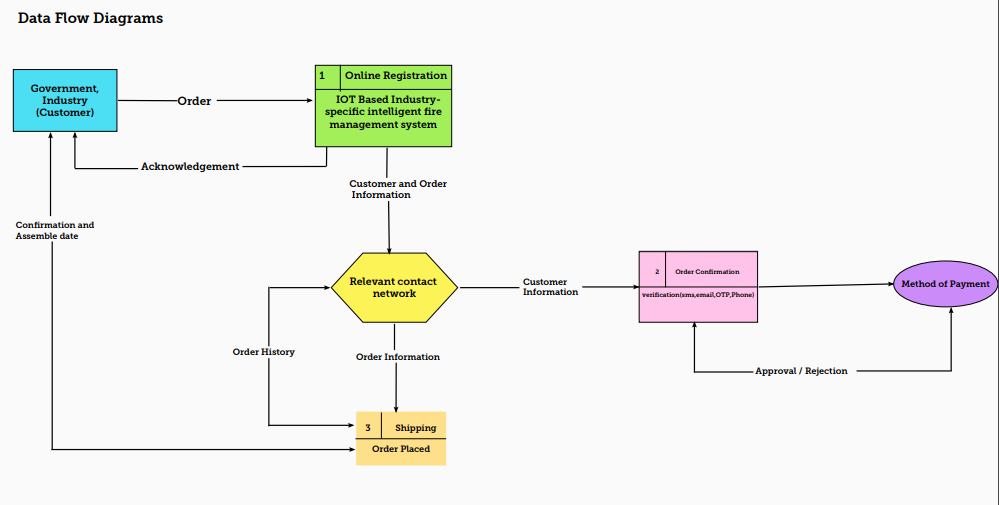 Data Flow Diagrams
Government,
Industry
(Customer)
Order
1
Online Registration
IOT Based Industry-
specific intelligent fire
management system
Acknowledgement
Customer and Order
Information
Confirmation and
Assemble date
Relevant contact
network
Customer
Information
2
Order Confirmation
verification(sms,email,OTP,Phone)
Method of Payment
Order History
Order Information
Approval / Rejection
3
Shipping
Order Placed